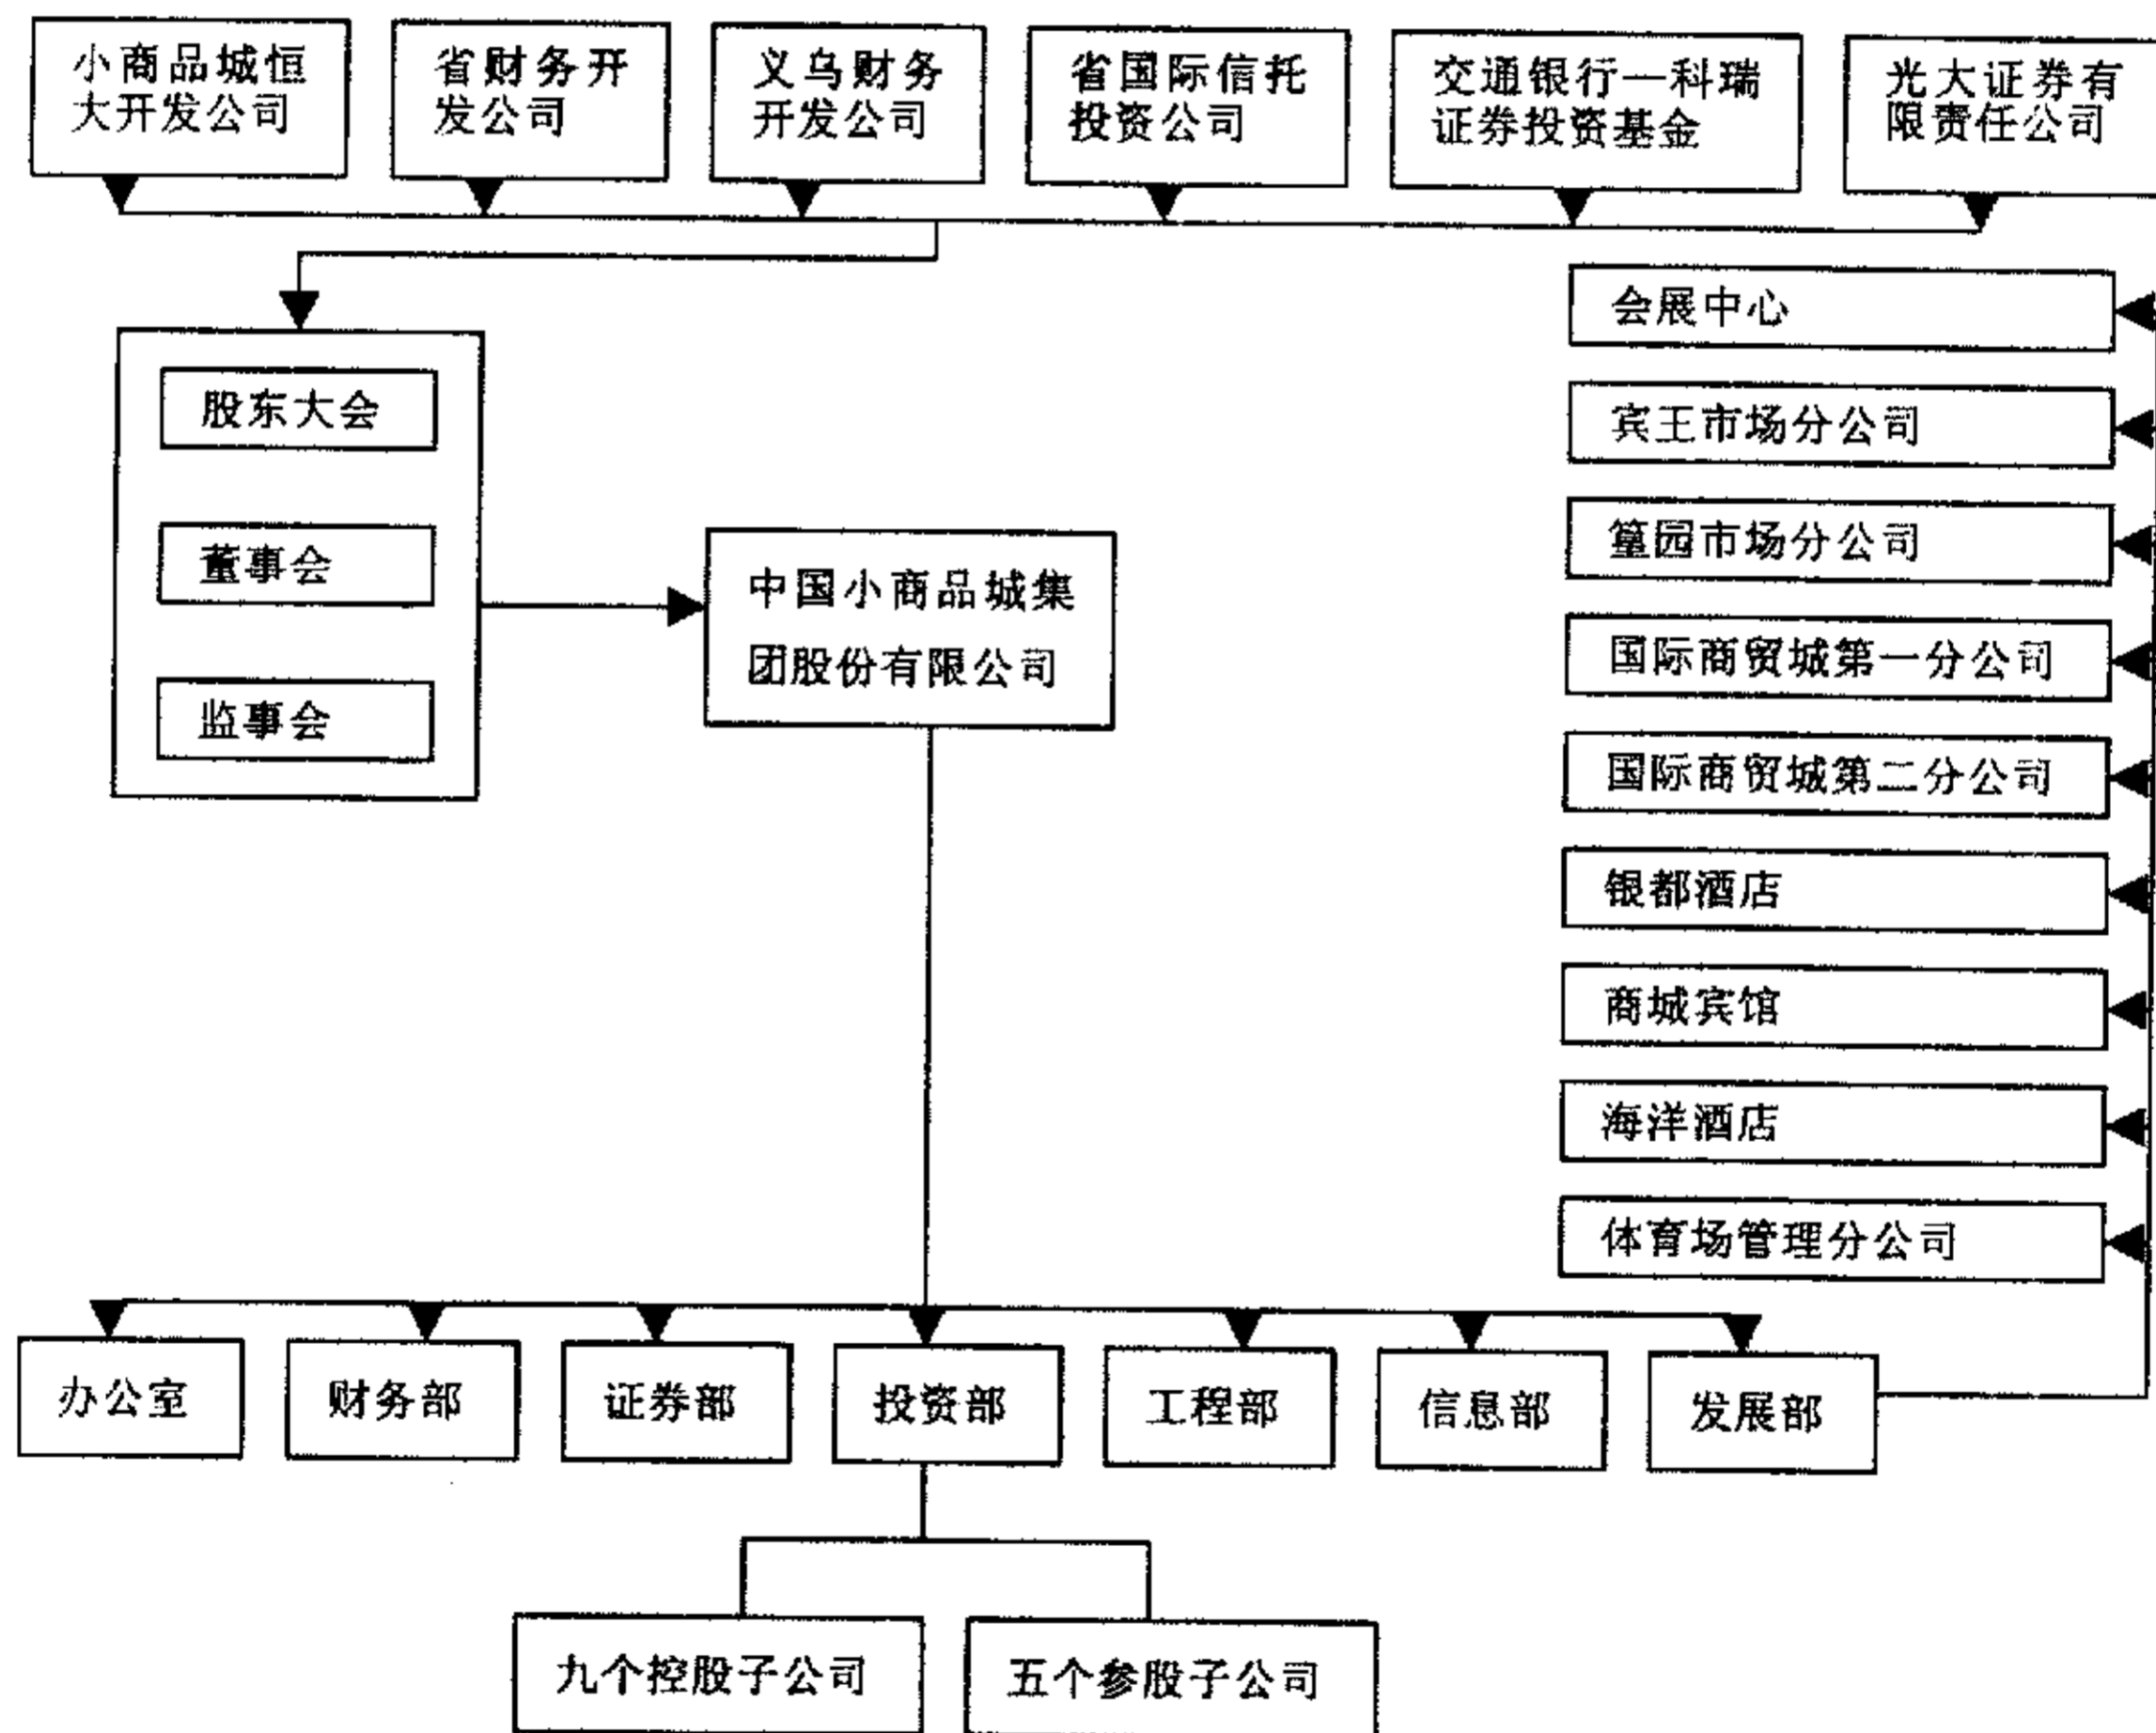 小商品城恒
大开发公司
省财务开
发公司
义乌财务
开发公司
省国际信托
投资公司
交通银行—科瑞
证券投资基金
光大证券有
限责任公司
股东大会
董事会
监事会
中国小商品城集
团股份有限公司
会展中心
宾王市场分公司
篁园市场分公司
国际商贸城第一分公司
国际商贸城第二分公司
银都酒店
商城宾馆
海洋酒店
体育场管理分公司
办公室
财务部
证券部
投资部
工程部
信息部
发展部
九个控股子公司
五个参股子公司